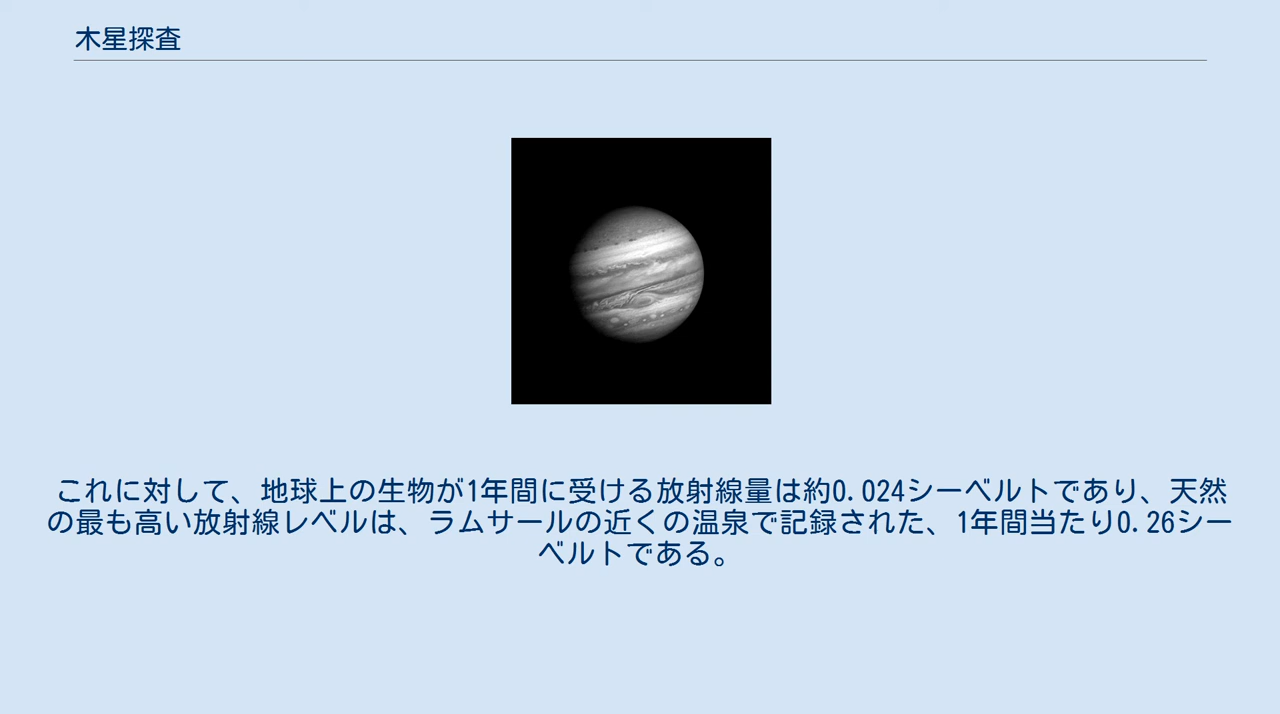 木星探査
これに対して、地球上の生物が1年間に受ける放射線量は約0.024シーベルトであり、天然
の最も高い放射線レベルは、ラムサールの近くの温泉で記録された、1年間当たり0.26シー
ベルトである。